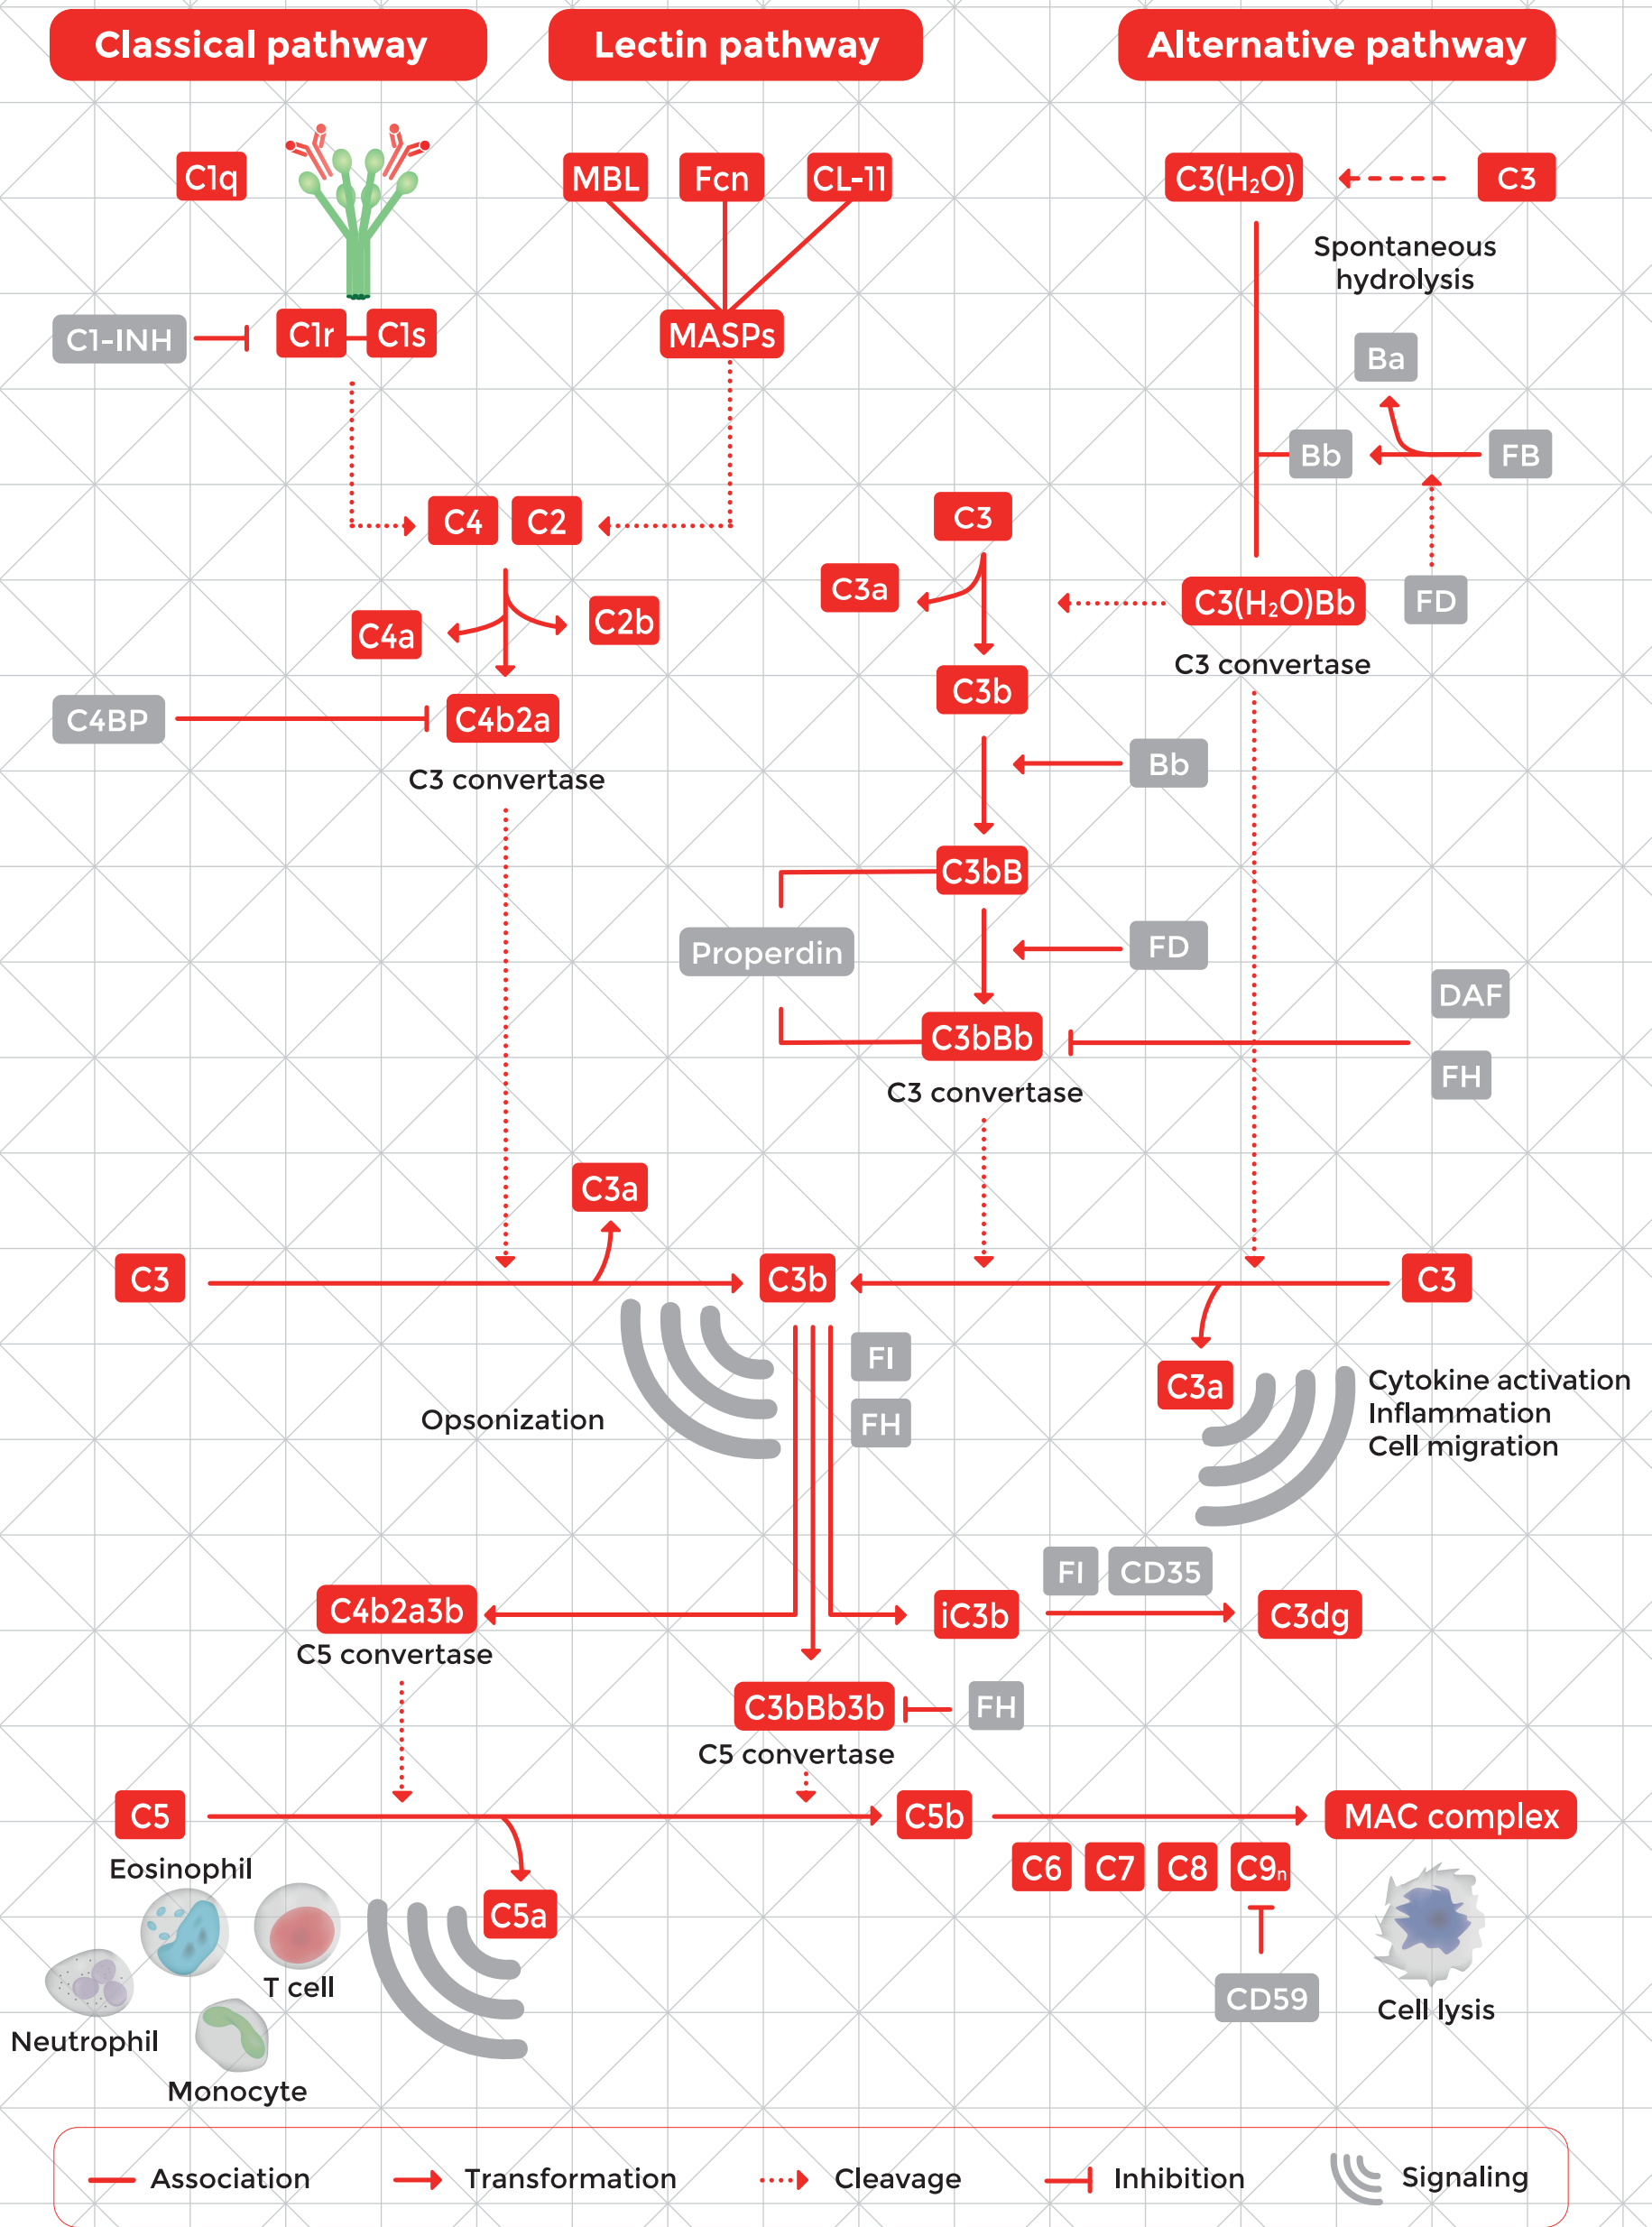 Classical pathway
Lectin pathway
Alternative pathway
C1q
MBL
Fcn
CL-11
C3(H₂O)
C3
Spontaneous
hydrolysis
C1-INH
C1r
C1s
MASPs
Ba
Bb
FB
C4
C2
C3
C3a
C3(H₂O)Bb
FD
C3 convertase
C4a
C2b
C3b
C4BP
C4b2a
C3 convertase
Bb
C3bB
Properdin
FD
DAF
C3bBb
FH
C3 convertase
C3a
C3
C3b
C3
FI
FH
Opsonization
C3a
Cytokine activation
Inflammation
Cell migration
FI
CD35
C4b2a3b
C5 convertase
iC3b
C3dg
C3bBb3b
FH
C5 convertase
C5
C5b
MAC complex
C6
C7
C8
C9n
Eosinophil
C5a
T cell
CD59
Cell lysis
Neutrophil
Monocyte
Association
Transformation
Cleavage
Inhibition
Signaling